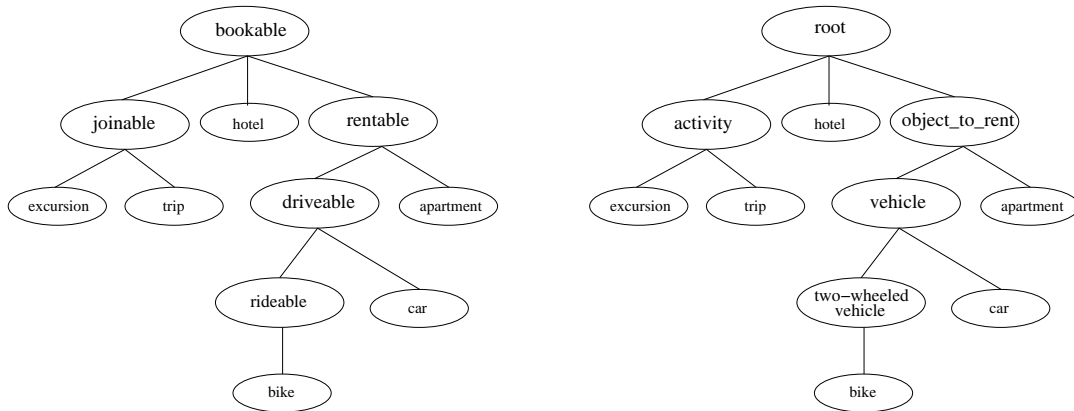 bookable
joinable
hotel
rentable
excursion
trip
driveable
apartment
rideable
car
bike
root
activity
hotel
object_to_rent
excursion
trip
vehicle
apartment
two−wheeled
vehicle
car
bike